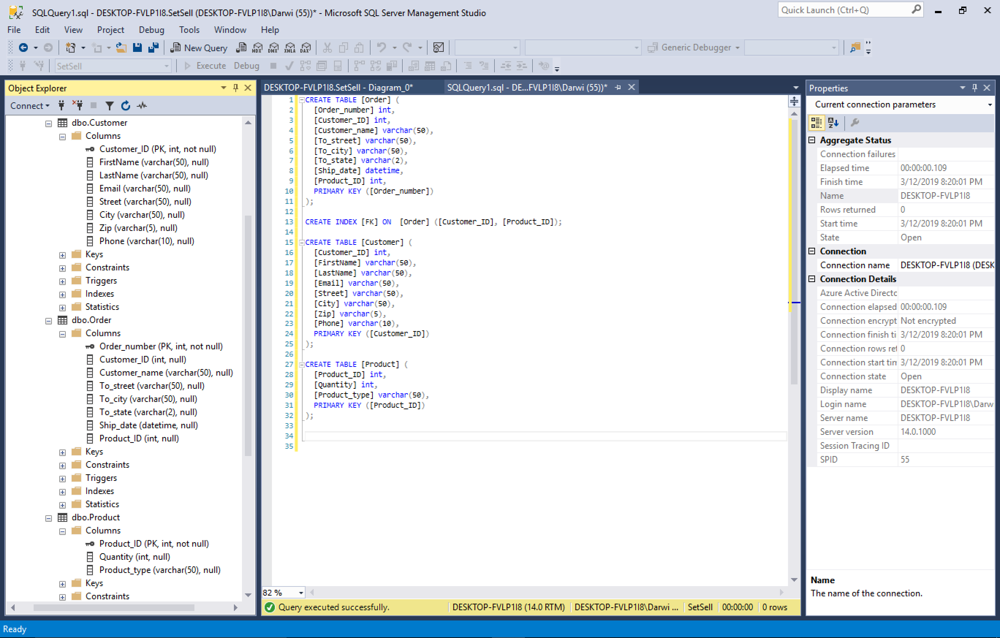 SQLQuery1.sql - DESKTOP-FVLP1I8.SetSell (DESKTOP-FVLP1I8\Darwi (55))* - Microsoft SQL Server Management Studio
Quick Launch (Ctrl+Q)
File Edit View Project Debug Tools Window Help
New Query MDX DMX XMLA DAX Generic Debugger
SetSell Execute Debug
Object Explorer
Connect
dbo.Customer
Columns
Customer_ID (PK, int, not null)
FirstName (varchar(50), null)
LastName (varchar(50), null)
Email (varchar(50), null)
Street (varchar(50), null)
City (varchar(50), null)
Zip (varchar(5), null)
Phone (varchar(10), null)
Keys
Constraints
Triggers
Indexes
Statistics
dbo.Order
Columns
Order_number (PK, int, not null)
Customer_ID (int, null)
Customer_name (varchar(50), null)
To_street (varchar(50), null)
To_city (varchar(50), null)
To_state (varchar(2), null)
Ship_date (datetime, null)
Product_ID (int, null)
Keys
Constraints
Triggers
Indexes
Statistics
dbo.Product
Columns
Product_ID (PK, int, not null)
Quantity (int, null)
Product_type (varchar(50), null)
Keys
Constraints
DESKTOP-FVLP1I8.SetSell - Diagram_0* SQLQuery1.sql - DE...FVLP1I8\Darwi (55))*
1 CREATE TABLE [Order] (
2 [Order_number] int,
3 [Customer_ID] int,
4 [Customer_name] varchar(50),
5 [To_street] varchar(50),
6 [To_city] varchar(50),
7 [To_state] varchar(2),
8 [Ship_date] datetime,
9 [Product_ID] int,
10 PRIMARY KEY ([Order_number])
11 );
12
13 CREATE INDEX [FK] ON  [Order] ([Customer_ID], [Product_ID]);
14
15 CREATE TABLE [Customer] (
16 [Customer_ID] int,
17 [FirstName] varchar(50),
18 [LastName] varchar(50),
19 [Email] varchar(50),
20 [Street] varchar(50),
21 [City] varchar(50),
22 [Zip] varchar(5),
23 [Phone] varchar(10),
24 PRIMARY KEY ([Customer_ID])
25 );
26
27 CREATE TABLE [Product] (
28 [Product_ID] int,
29 [Quantity] int,
30 [Product_type] varchar(50),
31 PRIMARY KEY ([Product_ID])
32 );
33
34
35
82 %
Query executed successfully. DESKTOP-FVLP1I8 (14.0 RTM) DESKTOP-FVLP1I8\Darwi ... SetSell 00:00:00 0 rows
Properties
Current connection parameters
Aggregate Status
Connection failures
Elapsed time 00:00:00.109
Finish time 3/12/2019 8:20:01 PM
Name DESKTOP-FVLP1I8
Rows returned 0
Start time 3/12/2019 8:20:01 PM
State Open
Connection
Connection name DESKTOP-FVLP1I8 (DESK
Connection Details
Azure Active Directo
Connection elapsed 00:00:00.109
Connection encrypt Not encrypted
Connection finish ti 3/12/2019 8:20:01 PM
Connection rows ret 0
Connection start tim 3/12/2019 8:20:01 PM
Connection state Open
Display name DESKTOP-FVLP1I8
Login name DESKTOP-FVLP1I8\Darw
Server name DESKTOP-FVLP1I8
Server version 14.0.1000
Session Tracing ID
SPID 55
Name
The name of the connection.
Ready